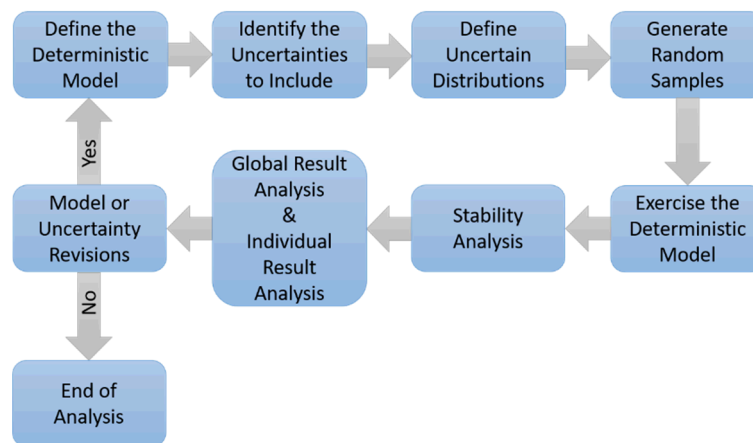 Define the
Deterministic
Model
Identify the
Uncertainties
to Include
Define
Uncertain
Distributions
Generate
Random
Samples
Exercise the
Deterministic
Model
Stability
Analysis
Global Result
Analysis
&
Individual
Result
Analysis
Model or
Uncertainty
Revisions
Yes
No
End of
Analysis